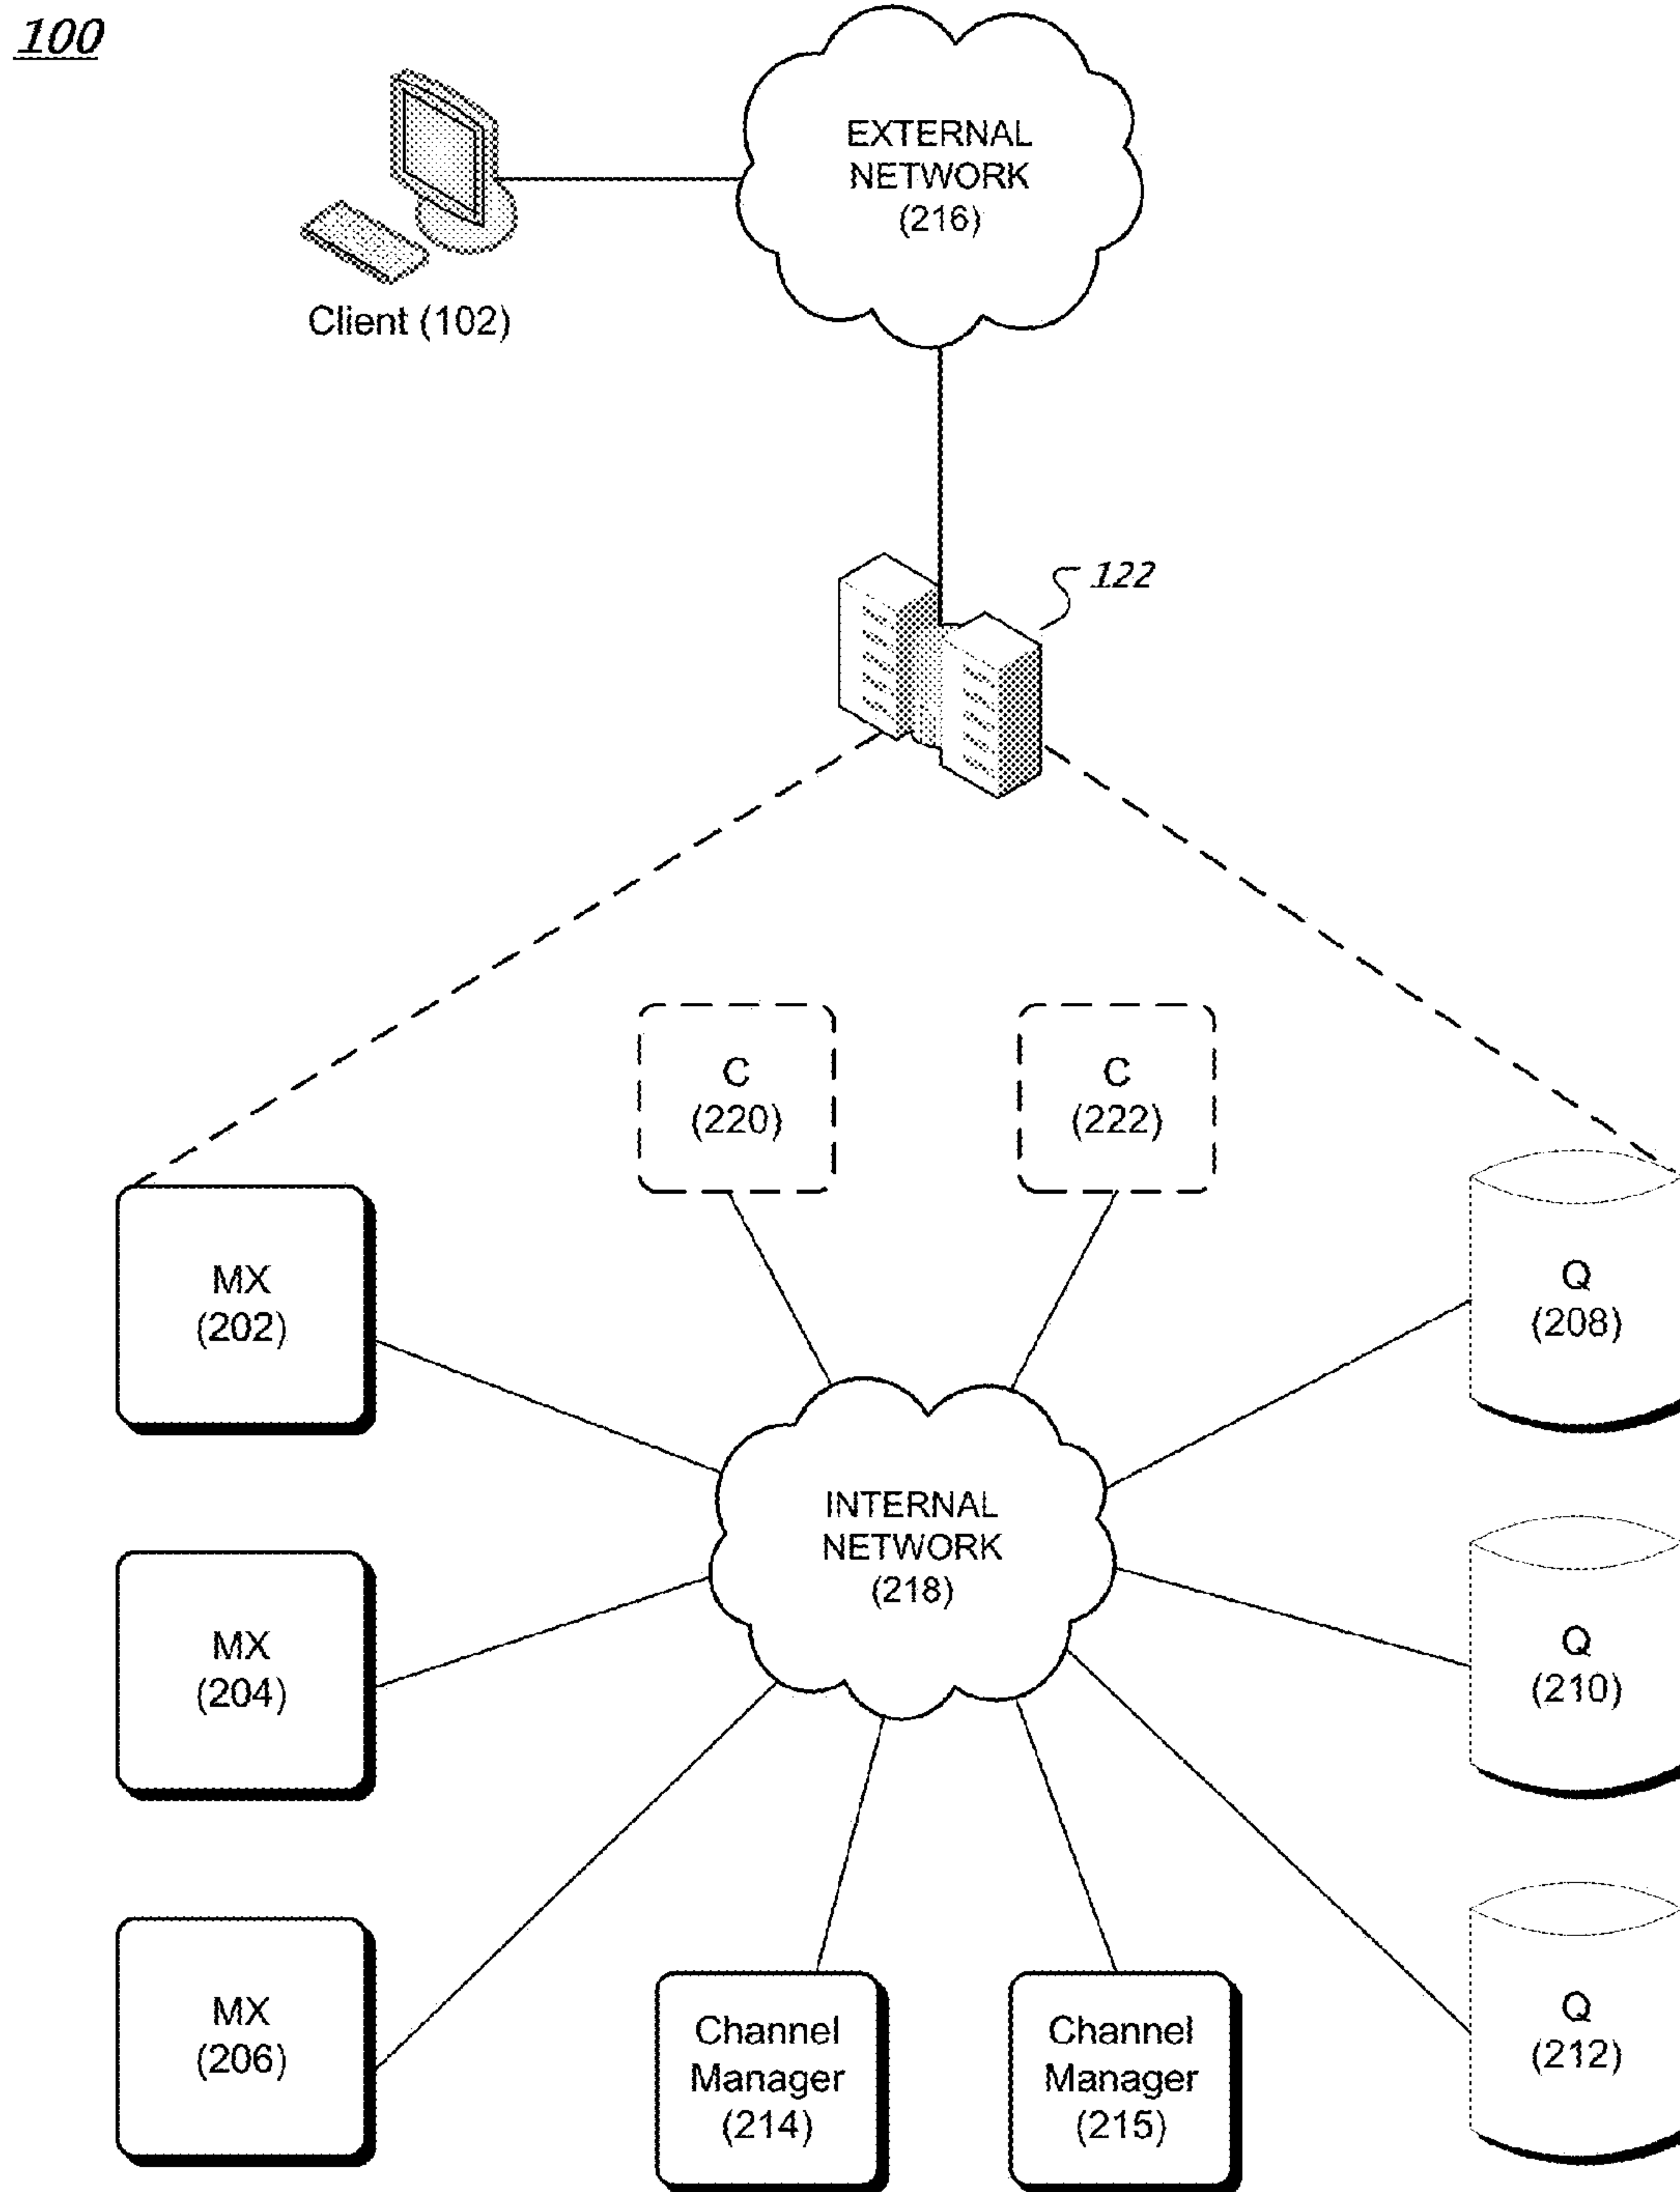 100
EXTERNAL
NETWORK
(216)
Client (102)
122
C
(220)
C
(222)
MX
(202)
Q
(208)
INTERNAL
NETWORK
(218)
MX
(204)
Q
(210)
MX
(206)
Channel
Manager
(214)
Channel
Manager
(215)
Q
(212)